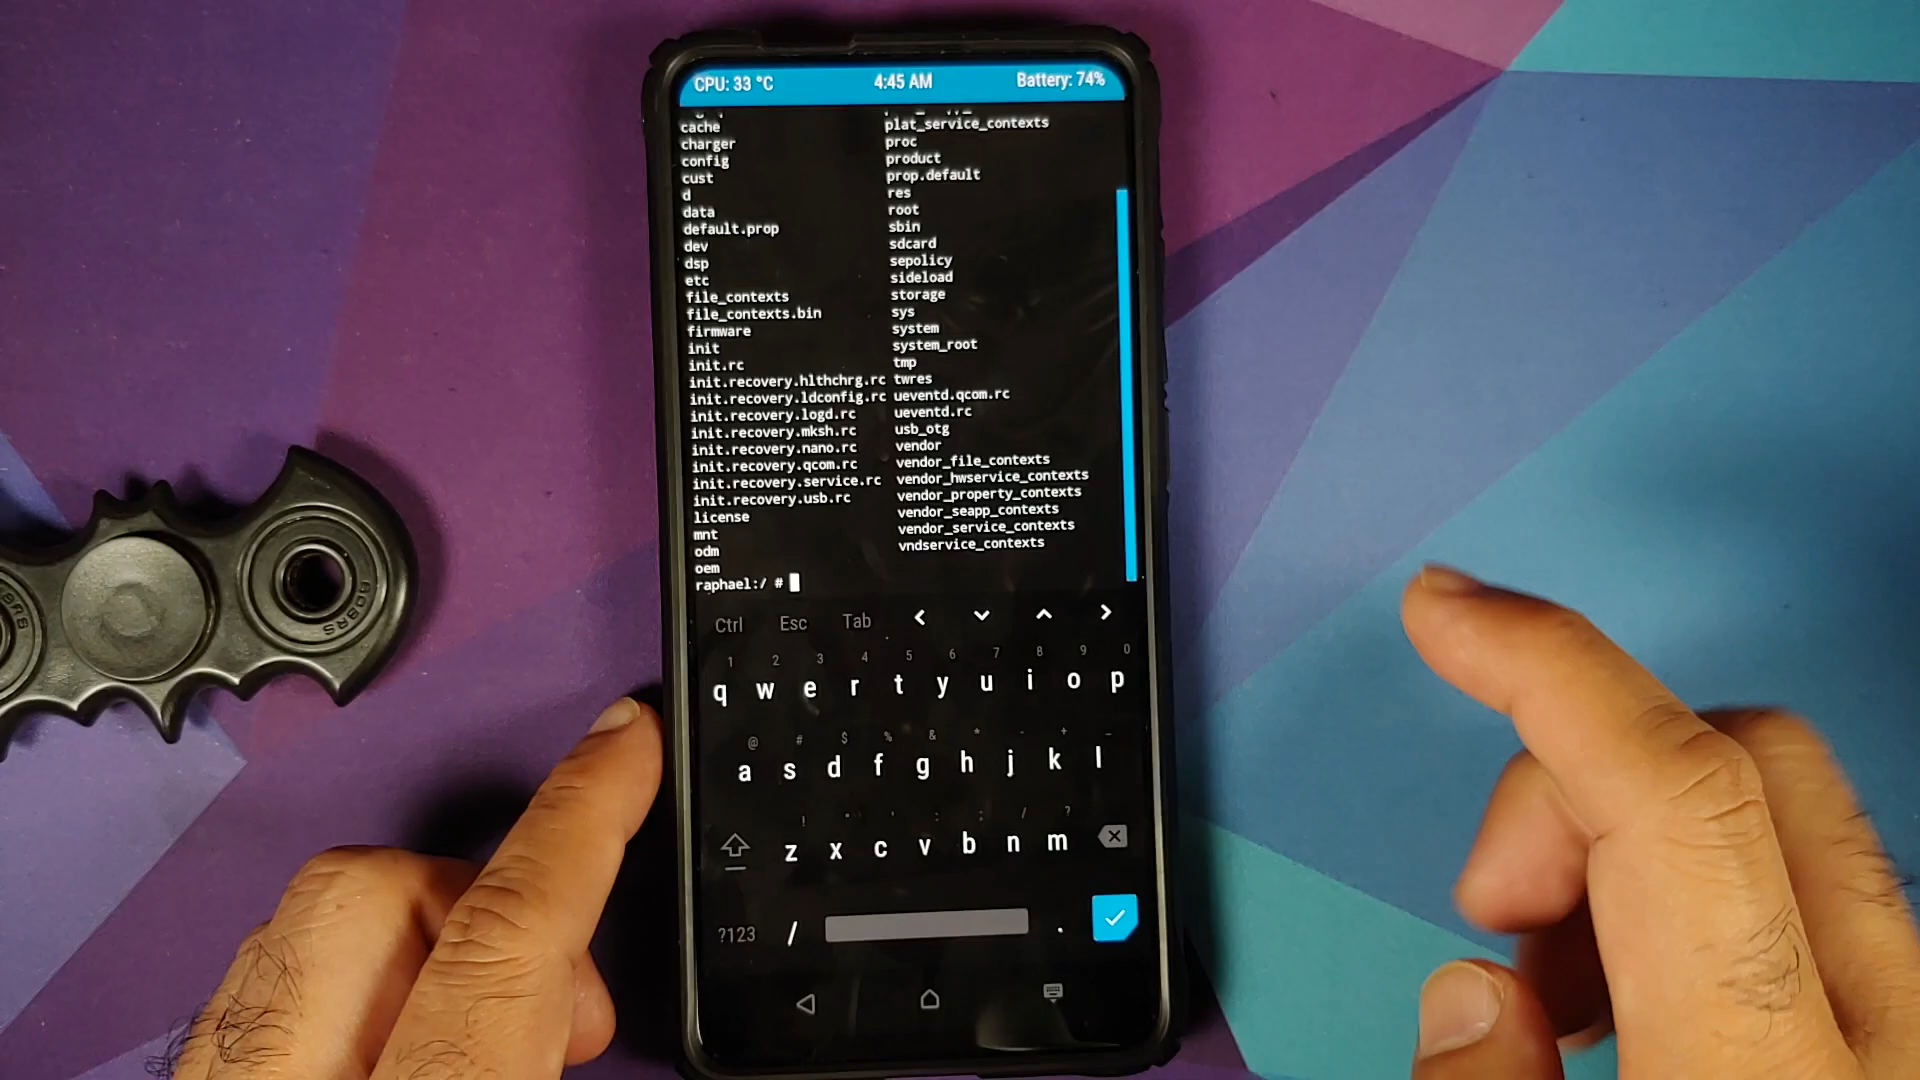 CPU: 33 °C 4:45 AM Battery: 74%
cache plat_service_contexts
charger proc
config product
cust prop.default
d res
data root
default.prop sbin
dev sdcard
dsp sepolicy
etc sideload
file_contexts storage
file_contexts.bin sys
firmware system
init system_root
init.rc tmp
init.recovery.hlthchrg.rc twres
init.recovery.ldconfig.rc ueventd.qcom.rc
init.recovery.logd.rc ueventd.rc
init.recovery.mksh.rc usb_otg
init.recovery.nano.rc vendor
init.recovery.qcom.rc vendor_file_contexts
init.recovery.service.rc vendor_hwservice_contexts
init.recovery.usb.rc vendor_property_contexts
license vendor_seapp_contexts
mnt vendor_service_contexts
odm vndservice_contexts
oem
raphael:/ #
Ctrl Esc Tab
1 2 3 4 5 6 7 8 9 0
q w e r t y u i o p
@ # $ % & * - +
a s d f g h j k l
! " ' : ; / ?
z x c v b n m
?123 / .
608RS